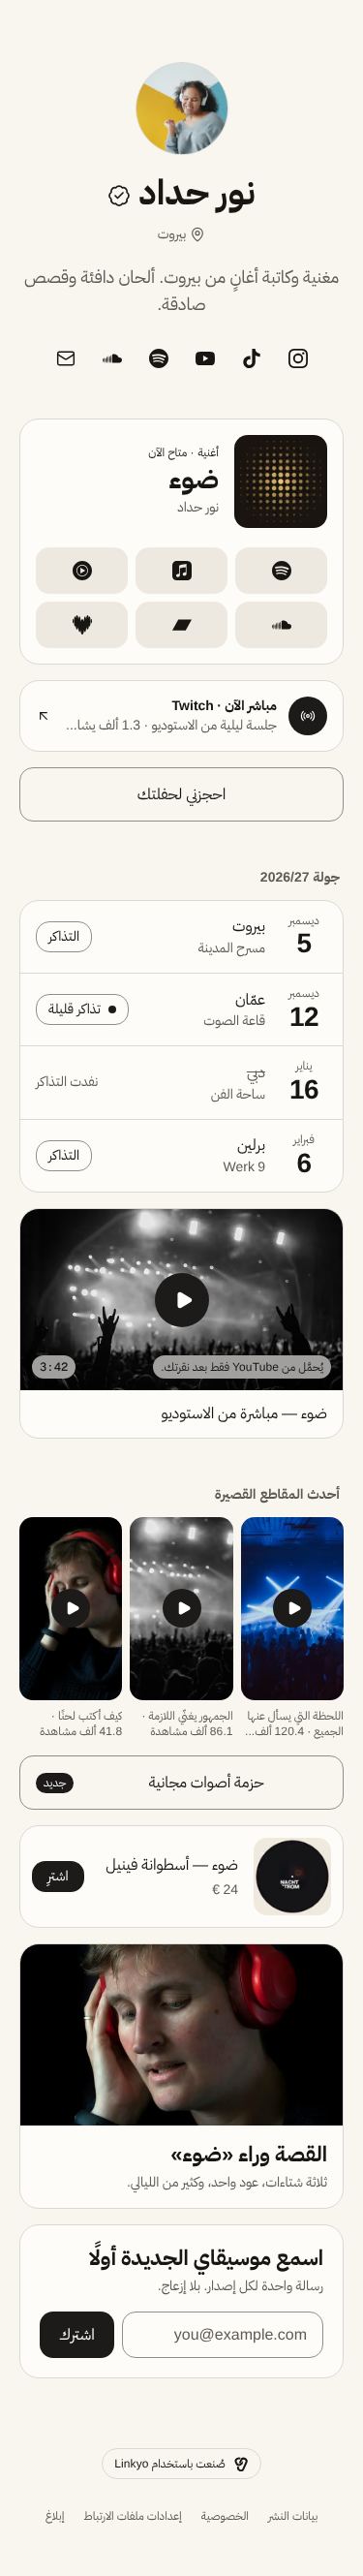 نور حداد
بيروت
مغنية وكاتبة أغانٍ من بيروت. ألحان دافئة وقصص
صادقة.
أغنية · متاح الآن
ضوء
نور حداد
مباشر الآن · Twitch
جلسة ليلية من الاستوديو · 1.3 ألف يشا...
احجزني لحفلتك
جولة 2026/27
ديسمبر
5
بيروت
مسرح المدينة
التذاكر
ديسمبر
12
عمّان
قاعة الصوت
تذاكر قليلة
يناير
16
دبي
ساحة الفن
نفدت التذاكر
فبراير
6
برلين
Werk 9
التذاكر
يُحمَّل من YouTube فقط بعد نقرتك.
3:42
ضوء — مباشرة من الاستوديو
أحدث المقاطع القصيرة
اللحظة التي يسأل عنها
الجميع · 120.4 ألف...
الجمهور يغنّي اللازمة ·
86.1 ألف مشاهدة
كيف أكتب لحنًا ·
41.8 ألف مشاهدة
حزمة أصوات مجانية
جديد
ضوء — أسطوانة فينيل
24 €
اشترِ
NACHT
STROM
القصة وراء «ضوء»
ثلاثة شتاءات، عود واحد، وكثير من الليالي.
اسمع موسيقاي الجديدة أولًا
رسالة واحدة لكل إصدار. بلا إزعاج.
you@example.com
اشترك
صُنعت باستخدام Linkyo
بيانات النشر
الخصوصية
إعدادات ملفات الارتباط
إبلاغ